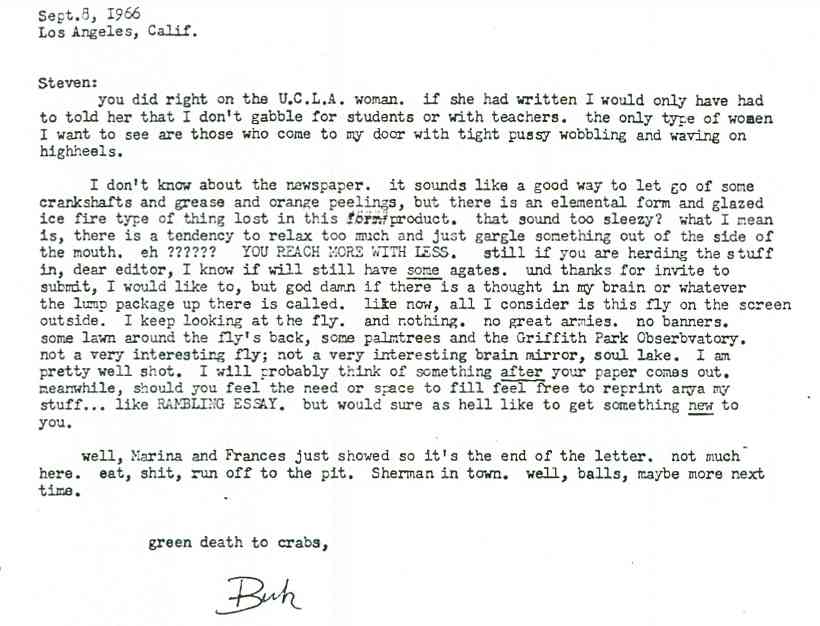 Sept.8, 1966
Los Angeles, Calif.
Steven:
you did right on the U.C.L.A. woman. if she had written I would only have had
to told her that I don't gabble for students or with teachers. the only type of women
I want to see are those who come to my door with tight pussy wobbling and waving on
highheels.
I don't know about the newspaper. it sounds like a good way to let go of some
crankshafts and grease and orange peelings, but there is an elemental form and glazed
ice fire type of thing lost in this product. that sound too sleezy? what I mean
is, there is a tendency to relax too much and just gargle something out of the side of
the mouth. eh ?????? YOU REACH MORE WITH LESS. still if you are herding the stuff
in, dear editor, I know if will still have some agates. und thanks for invite to
submit, I would like to, but god damn if there is a thought in my brain or whatever
the lump package up there is called. like now, all I consider is this fly on the screen
outside. I keep looking at the fly. and nothing. no great armies. no banners.
some lawn around the fly's back, some palmtrees and the Griffith Park Obserbvatory.
not a very interesting fly; not a very interesting brain mirror, soul lake. I am
pretty well shot. I will probably think of something after your paper comes out.
meanwhile, should you feel the need or space to fill feel free to reprint anya my
stuff... like RAMBLING ESSAY. but would sure as hell like to get something new to
you.
well, Marina and Frances just showed so it's the end of the letter. not much
here. eat, shit, run off to the pit. Sherman in town. well, balls, maybe more next
time.
green death to crabs,
Buk